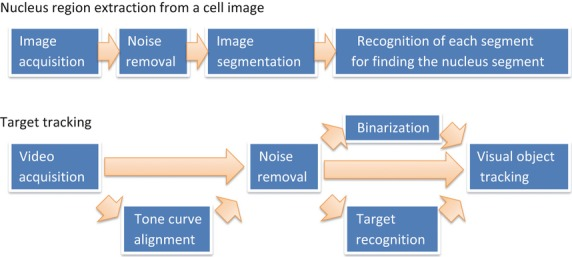 Nucleus region extraction from a cell image
Image
acquisition
Noise
removal
Image
segmentation
Recognition of each segment
for finding the nucleus segment
Target tracking
Video
acquisition
Tone curve
alignment
Noise
removal
Binarization
Target
recognition
Visual object
tracking